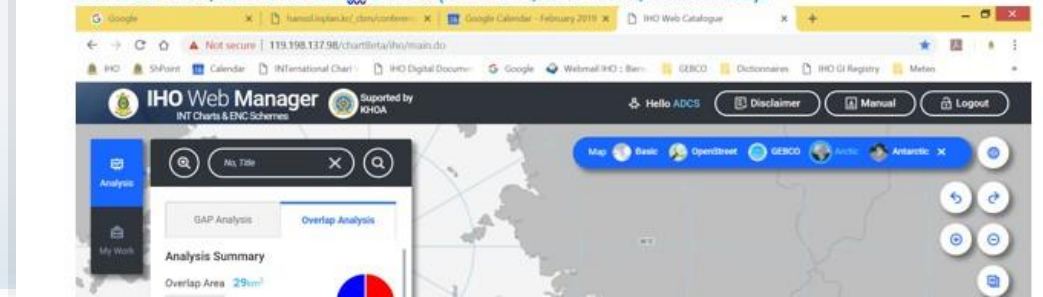 Google
Google Calendar - February 2019
IHO Web Catalogue
Not secure | 119.198.137.98/chartBeta/iho/main.do
IHO
ShPoint
Calendar
INTernational Chart
IHO Digital Documen
Google
Webmail IHO :: Bien
GEBCO
Dictionnaires
IHO GI Registry
Meteo
IHO Web Manager
INT Charts & ENC Schemes
Suported by
KHOA
Hello ADCS
Disclaimer
Manual
Logout
Analysis
No, Title
Map
Basic
OpenStreet
GEBCO
Arctic
Antarctic
My Work
GAP Analysis
Overlap Analysis
Analysis Summary
Overlap Area 29km²